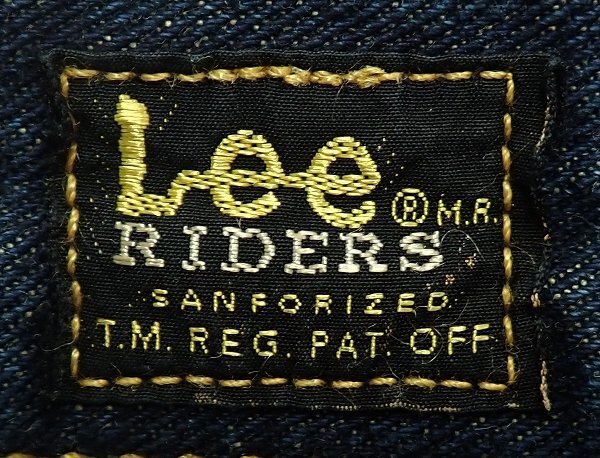 Lee ® M.R.
RIDERS
SANFORIZED
T.M. REG. PAT. OFF